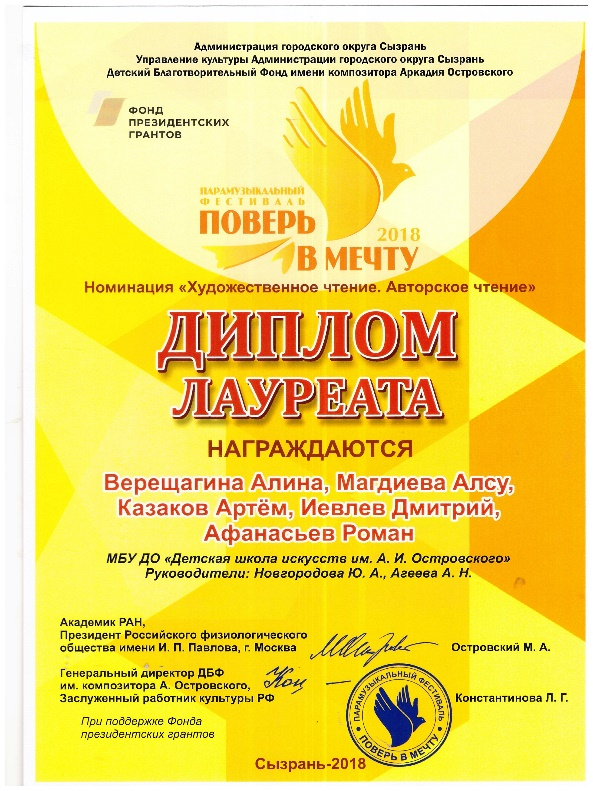 Администрация городского округа Сызрань
Управление культуры Администрации городского округа Сызрань
Детский Благотворительный Фонд имени композитора Аркадия Островского
ФОНД
ПРЕЗИДЕНТСКИХ
ГРАНТОВ
ПАРАМУЗЫКАЛЬНЫЙ
ФЕСТИВАЛЬ
ПОВЕРЬ
2018
В МЕЧТУ
Номинация «Художественное чтение. Авторское чтение»
ДИПЛОМ
ЛАУРЕАТА
НАГРАЖДАЮТСЯ
Верещагина Алина, Магдиева Алсу,
Казаков Артём, Иевлев Дмитрий,
Афанасьев Роман
МБУ ДО «Детская школа искусств им. А. И. Островского»
Руководители: Новгородова Ю. А., Агеева А. Н.
Академик РАН,
Президент Российского физиологического
общества имени И. П. Павлова, г. Москва
Островский М. А.
Генеральный директор ДБФ
им. композитора А. Островского,
Заслуженный работник культуры РФ
Константинова Л. Г.
При поддержке Фонда
президентских грантов
ПАРАМУЗЫКАЛЬНЫЙ ФЕСТИВАЛЬ
ПОВЕРЬ В МЕЧТУ
Сызрань-2018